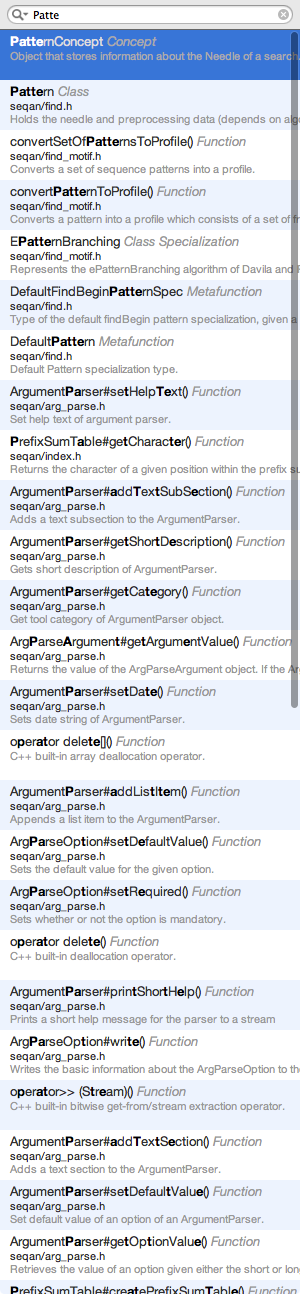 Patte
PatternConcept Concept
Object that stores information about the Needle of a search.
Pattern Class
seqan/find.h
Holds the needle and preprocessing data (depends on
convertSetOfPatternsToProfile() Function
seqan/find_motif.h
Converts a set of sequence patterns into a profile.
convertPatternToProfile() Function
seqan/find_motif.h
Converts a pattern into a profile which consists of a set of
EPatternBranching Class Specialization
seqan/find_motif.h
Represents the ePatternBranching algorithm of Davila and
DefaultFindBeginPatternSpec Metafunction
seqan/find.h
Type of the default findBegin pattern specialization, given a
DefaultPattern Metafunction
seqan/find.h
Default Pattern specialization type.
ArgumentParser#setHelpText() Function
seqan/arg_parse.h
Set help text of argument parser.
PrefixSumTable#getCharacter() Function
seqan/index.h
Returns the character of a given position within the prefix
ArgumentParser#addTextSubSection() Function
seqan/arg_parse.h
Adds a text subsection to the ArgumentParser.
ArgumentParser#getShortDescription() Function
seqan/arg_parse.h
Gets short description of ArgumentParser.
ArgumentParser#getCategory() Function
seqan/arg_parse.h
Get tool category of ArgumentParser object.
ArgParseArgument#getArgumentValue() Function
seqan/arg_parse.h
Returns the value of the ArgParseArgument object. If the
ArgumentParser#setDate() Function
seqan/arg_parse.h
Sets date string of ArgumentParser.
operator delete[]() Function
C++ built-in array deallocation operator.
ArgumentParser#addListItem() Function
seqan/arg_parse.h
Appends a list item to the ArgumentParser.
ArgParseOption#setDefaultValue() Function
seqan/arg_parse.h
Sets the default value for the given option.
ArgParseOption#setRequired() Function
seqan/arg_parse.h
Sets whether or not the option is mandatory.
operator delete() Function
C++ built-in deallocation operator.
ArgumentParser#printShortHelp() Function
seqan/arg_parse.h
Prints a short help message for the parser to a stream
ArgParseOption#write() Function
seqan/arg_parse.h
Writes the basic information about the ArgParseOption to the
operator>> (Stream)() Function
C++ built-in bitwise get-from/stream extraction operator.
ArgumentParser#addTextSection() Function
seqan/arg_parse.h
Adds a text section to the ArgumentParser.
ArgumentParser#setDefaultValue() Function
seqan/arg_parse.h
Set default value of an option of an ArgumentParser.
ArgumentParser#getOptionValue() Function
seqan/arg_parse.h
Retrieves the value of an option given either the short or
PrefixSumTable#createPrefixSumTable() Function